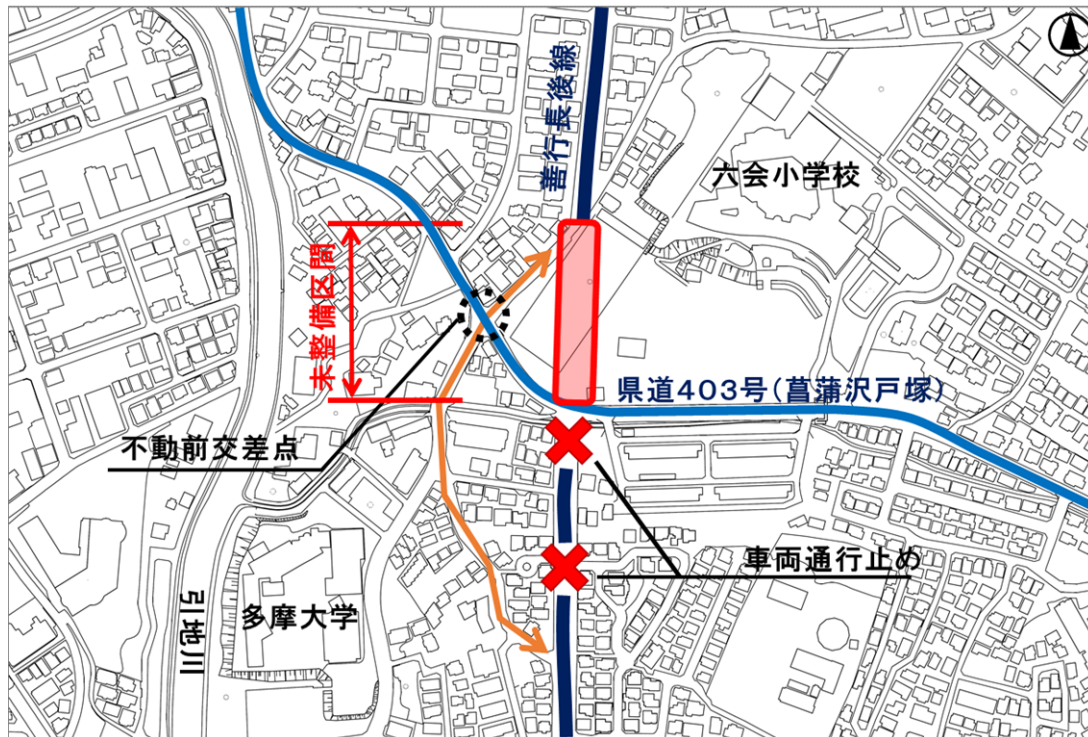 善行長後線
六会小学校
未整備区間
県道403号(菖蒲沢戸塚)
不動前交差点
車両通行止め
多摩大学
引地川